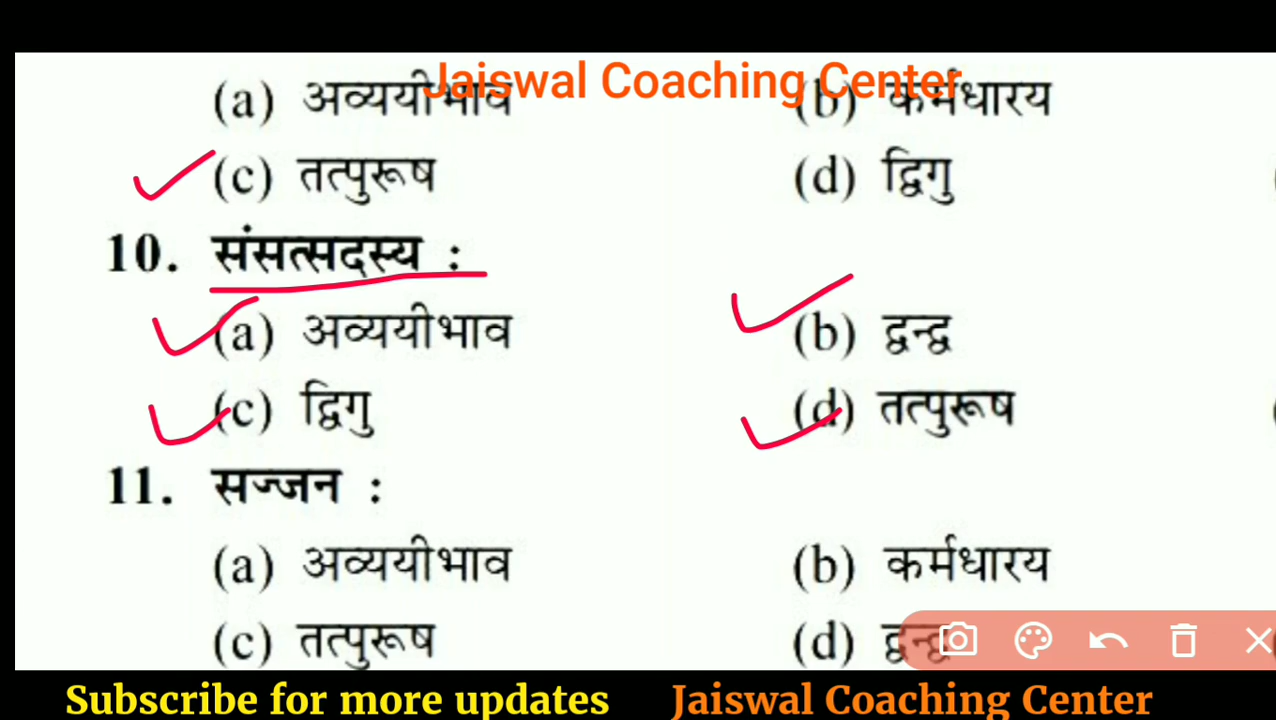 Jaiswal Coaching Center
(a) अव्ययीभाव (b) कर्मधारय
(c) तत्पुरूष (d) द्विगु
10. संसत्सदस्य :
(a) अव्ययीभाव (b) द्वन्द्व
(c) द्विगु (d) तत्पुरूष
11. सज्जन :
(a) अव्ययीभाव (b) कर्मधारय
(c) तत्पुरूष (d) द्वन्द्व
Subscribe for more updates Jaiswal Coaching Center